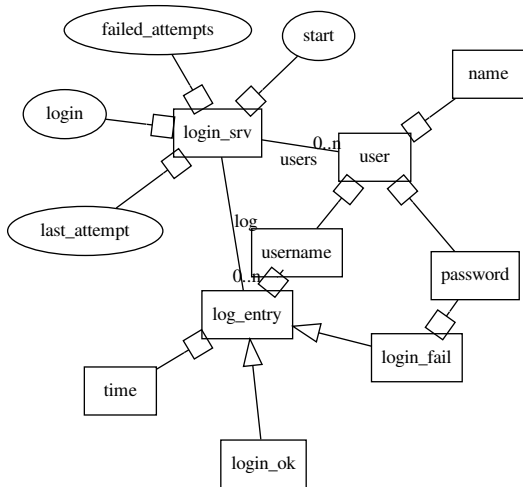 failed_attempts
start
name
login
login_srv
0..n
users
user
last_attempt
log
username
password
0..n
log_entry
login_fail
time
login_ok